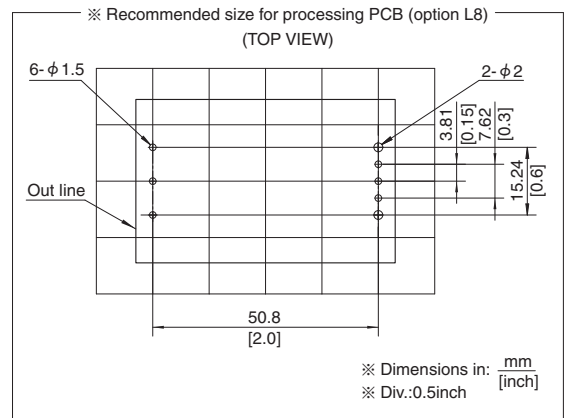 ※ Recommended size for processing PCB (option L8)
(TOP VIEW)
6-φ1.5
2-φ2
3.81
[0.15]
7.62
[0.3]
15.24
[0.6]
Out line
50.8
[2.0]
※ Dimensions in: mm
[inch]
※ Div.:0.5inch